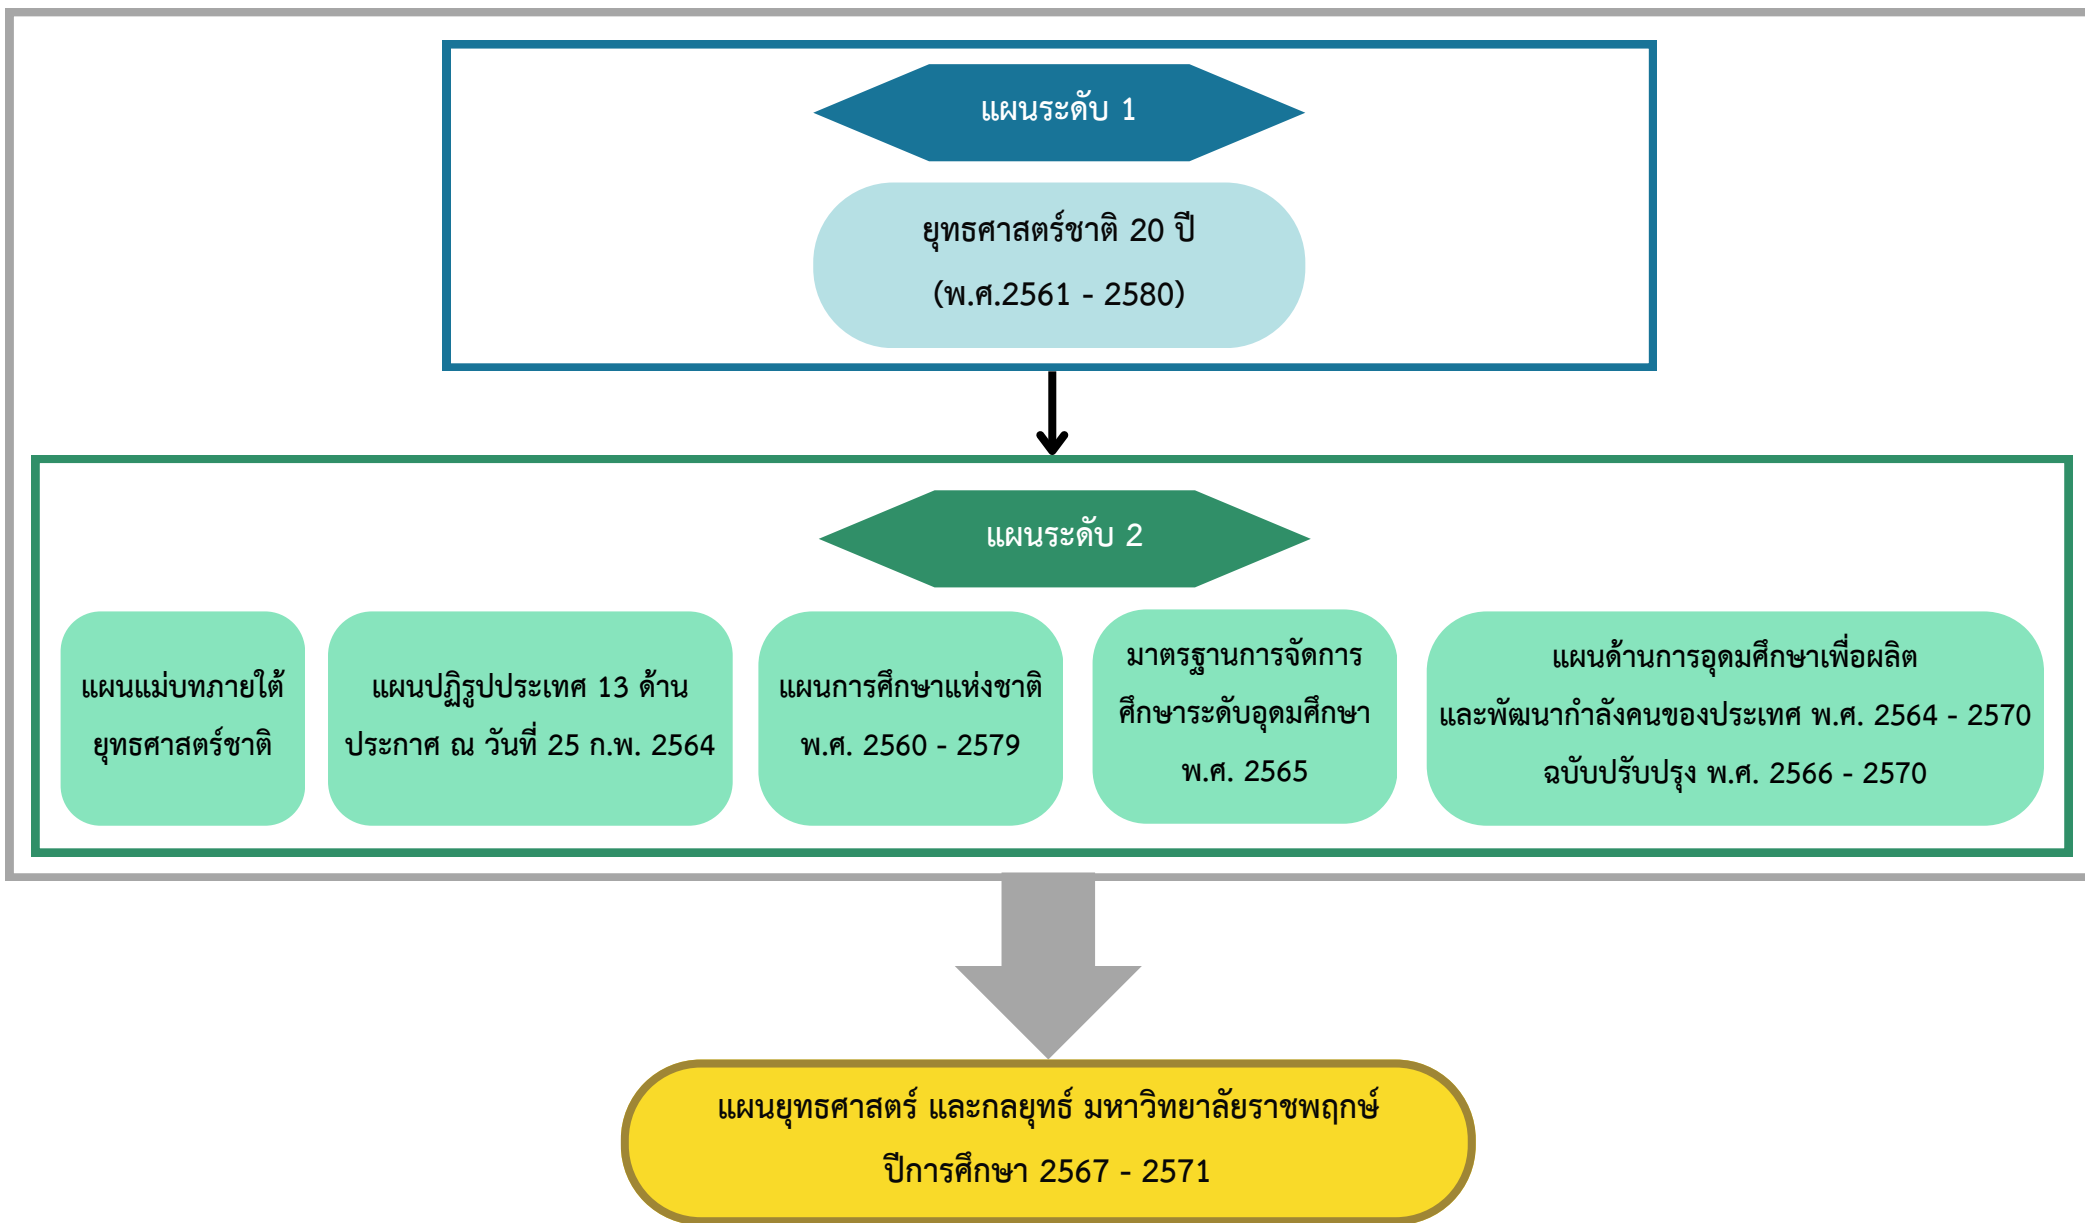 แผนระดับ 1
ยุทธศาสตร์ชาติ 20 ปี
(พ.ศ.2561 - 2580)
แผนระดับ 2
แผนแม่บทภายใต้
ยุทธศาสตร์ชาติ
แผนปฏิรูปประเทศ 13 ด้าน
ประกาศ ณ วันที่ 25 ก.พ. 2564
แผนการศึกษาแห่งชาติ
พ.ศ. 2560 - 2579
มาตรฐานการจัดการ
ศึกษาระดับอุดมศึกษา
พ.ศ. 2565
แผนด้านการอุดมศึกษาเพื่อผลิต
และพัฒนากำลังคนของประเทศ พ.ศ. 2564 - 2570
ฉบับปรับปรุง พ.ศ. 2566 - 2570
แผนยุทธศาสตร์ และกลยุทธ์ มหาวิทยาลัยราชพฤกษ์
ปีการศึกษา 2567 - 2571